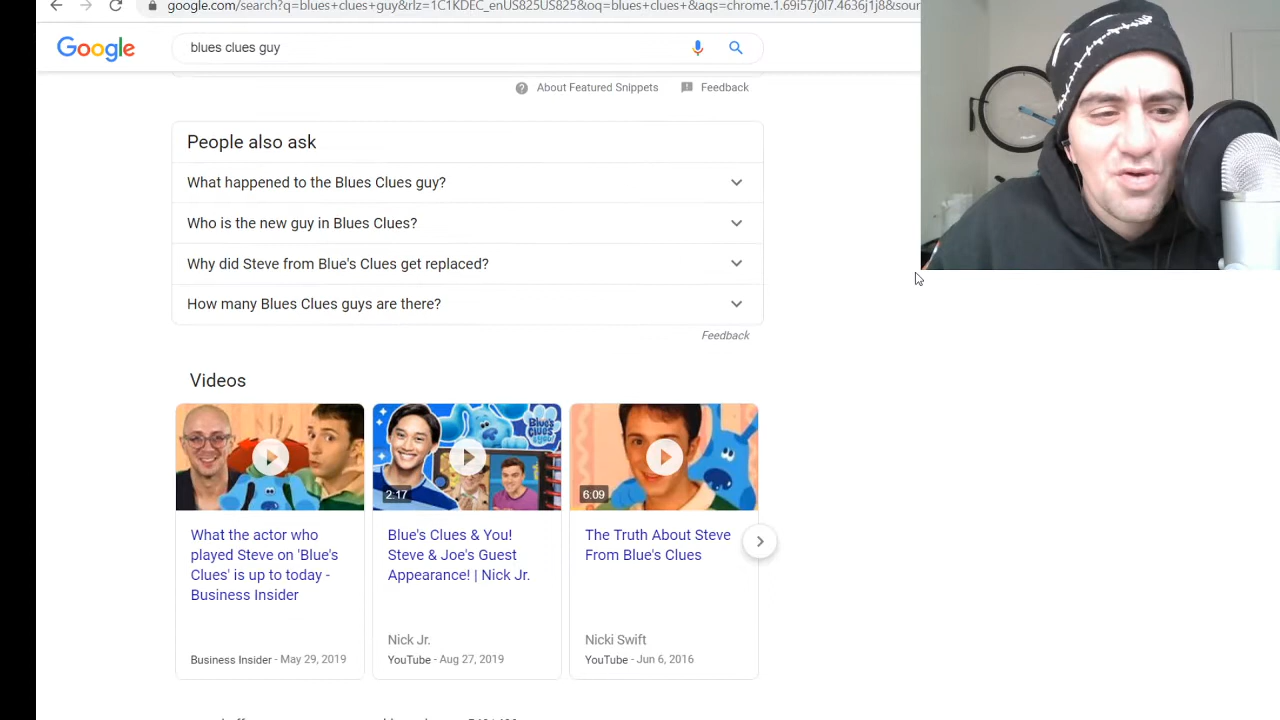 google.com/search?q=blues+clues+guy&rlz=1C1KDEC_enUS825US825&oq=blues+clues+&aqs=chrome.1.69i57j0l7.4636j1j8&sour
Google
blues clues guy
About Featured Snippets
Feedback
People also ask
What happened to the Blues Clues guy?
Who is the new guy in Blues Clues?
Why did Steve from Blue's Clues get replaced?
How many Blues Clues guys are there?
Feedback
Videos
Blue's Clues & You!
2:17
6:09
What the actor who
played Steve on 'Blue's
Clues' is up to today -
Business Insider
Business Insider - May 29, 2019
Blue's Clues & You!
Steve & Joe's Guest
Appearance! | Nick Jr.
Nick Jr.
YouTube - Aug 27, 2019
The Truth About Steve
From Blue's Clues
Nicki Swift
YouTube - Jun 6, 2016